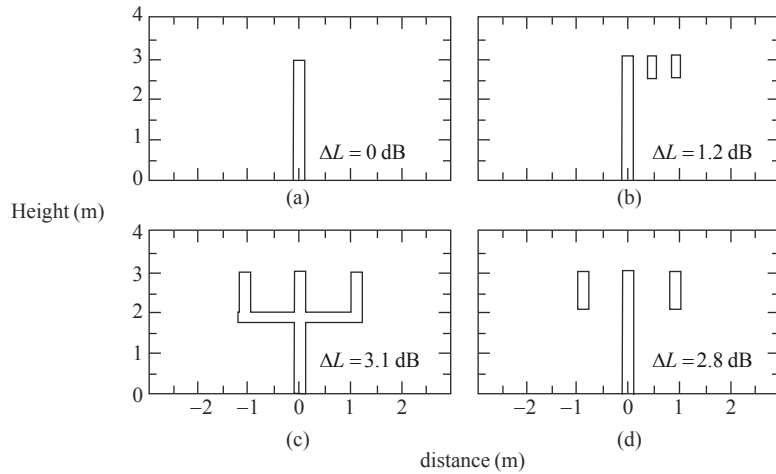 4
3
2
1
0
ΔL = 0 dB
(a)
ΔL = 1.2 dB
(b)
Height (m)
4
3
2
1
0
ΔL = 3.1 dB
−2 −1 0 1 2
(c)
ΔL = 2.8 dB
−2 −1 0 1 2
(d)
distance (m)